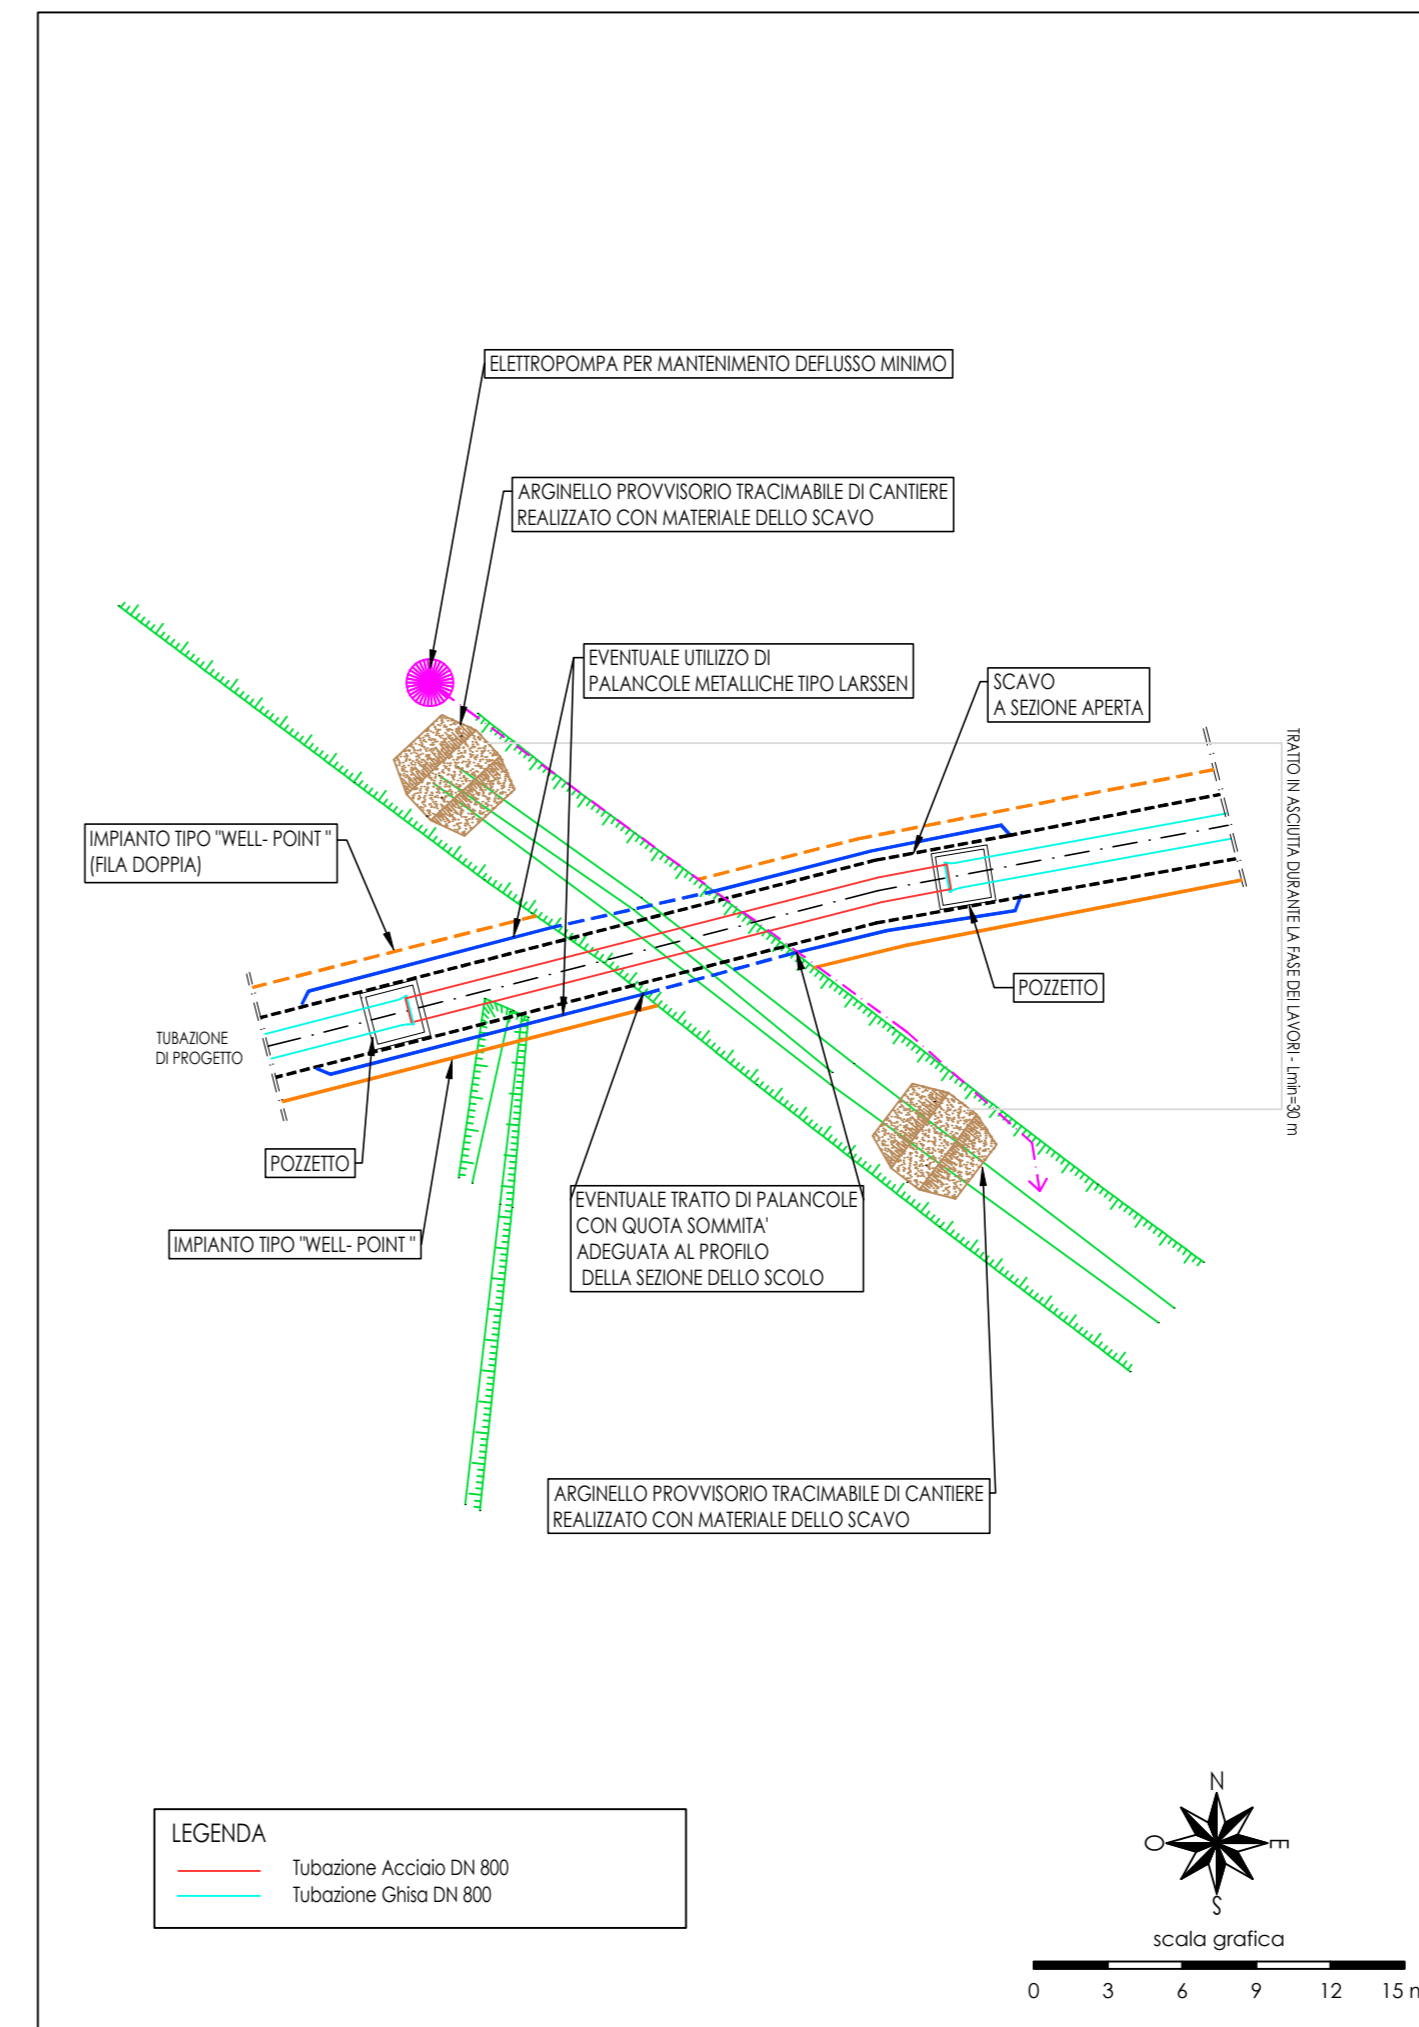 ELETTROPOMPA PER MANTENIMENTO DEFLUSSO MINIMO
ARGINELLO PROVVISORIO TRACIMABILE DI CANTIERE
REALIZZATO CON MATERIALE DELLO SCAVO
EVENTUALE UTILIZZO DI
PALANCOLE METALLICHE TIPO LARSSEN
SCAVO
A SEZIONE APERTA
TRATTO IN ASCIUTTA DURANTE LA FASE DEI LAVORI - Lmin=30 m
IMPIANTO TIPO "WELL- POINT "
(FILA DOPPIA)
POZZETTO
TUBAZIONE
DI PROGETTO
POZZETTO
IMPIANTO TIPO "WELL- POINT "
EVENTUALE TRATTO DI PALANCOLE
CON QUOTA SOMMITA'
ADEGUATA AL PROFILO
DELLA SEZIONE DELLO SCOLO
ARGINELLO PROVVISORIO TRACIMABILE DI CANTIERE
REALIZZATO CON MATERIALE DELLO SCAVO
LEGENDA
Tubazione Acciaio DN 800
Tubazione Ghisa DN 800
N
O
E
S
scala grafica
0 3 6 9 12 15 m